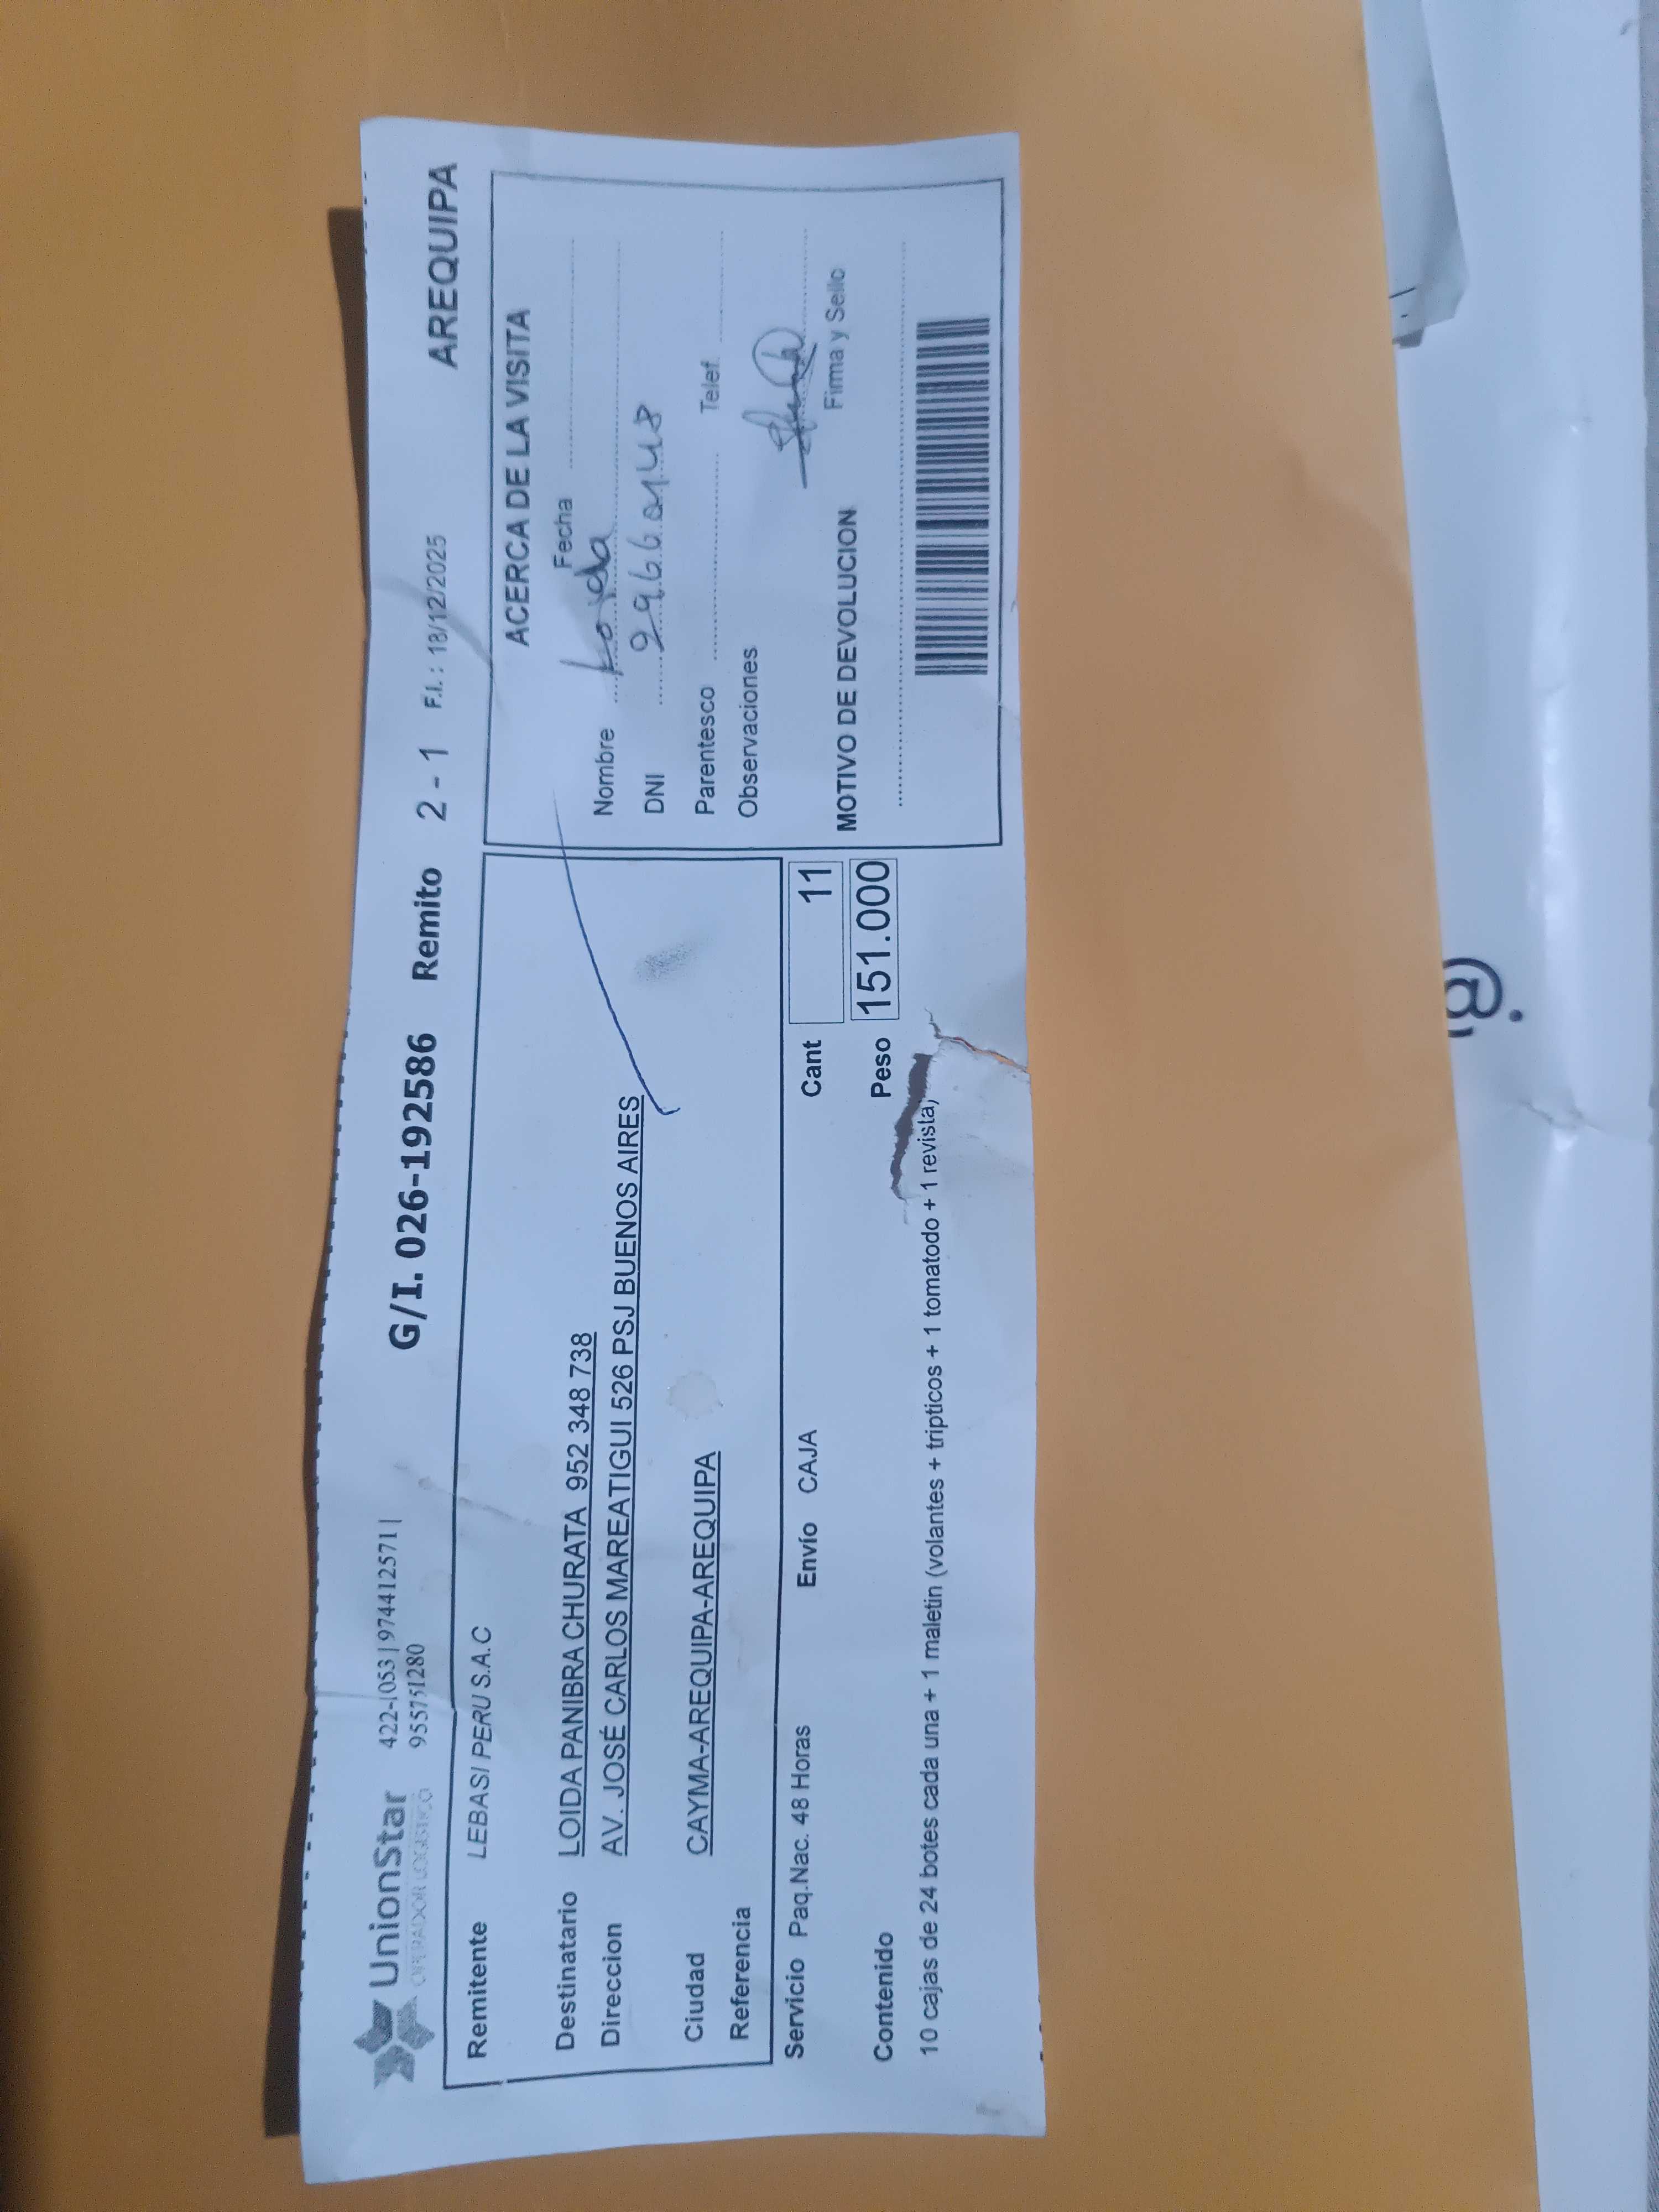 UnionStar
OPERADOR LOGISTICO
422-1053 | 974412571 |
955751280
G/I. 026-192586 Remito 2 - 1 F.I. : 18/12/2025 AREQUIPA
Remitente LEBASI PERU S.A.C
Destinatario LOIDA PANIBRA CHURATA 952 348 738
Direccion AV. JOSÉ CARLOS MAREATIGUI 526 PSJ BUENOS AIRES
Ciudad CAYMA-AREQUIPA-AREQUIPA
Referencia
Servicio Paq.Nac. 48 Horas Envío CAJA Cant 11
Peso 151.000
Contenido
10 cajas de 24 botes cada una + 1 maletin (volantes + tripticos + 1 tomatodo + 1 revista)
ACERCA DE LA VISITA
Fecha
Nombre Loida
DNI
Parentesco Telef.
Observaciones
Firma y Sello
MOTIVO DE DEVOLUCION